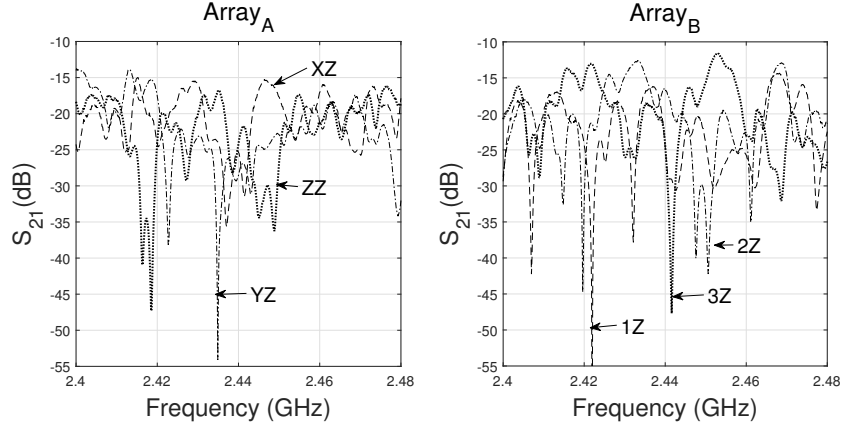 Array_A
-10
-15
-20
-25
-30
-35
-40
-45
-50
-55
S_21(dB)
XZ
ZZ
YZ
2.4 2.42 2.44 2.46 2.48
Frequency (GHz)
Array_B
-10
-15
-20
-25
-30
-35
-40
-45
-50
-55
S_21(dB)
2Z
3Z
1Z
2.4 2.42 2.44 2.46 2.48
Frequency (GHz)